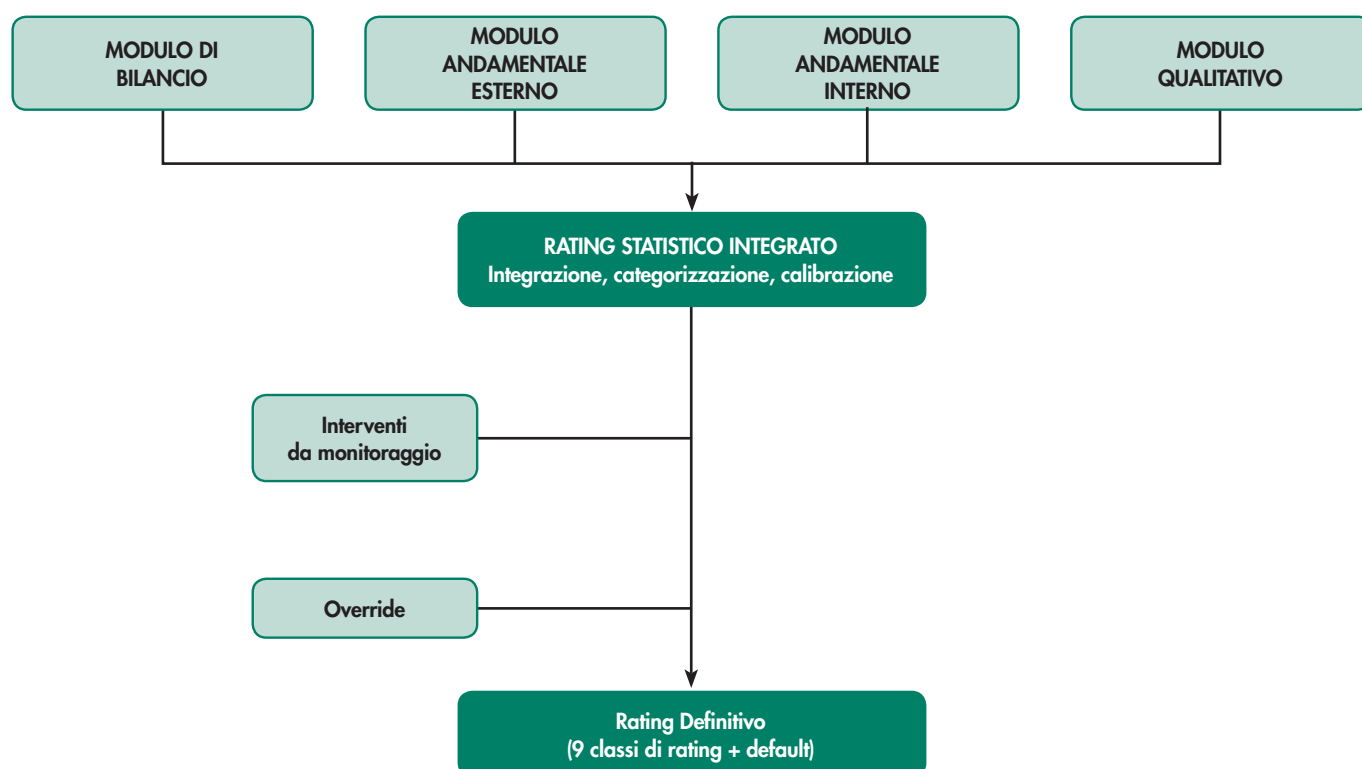 MODULO DI
BILANCIO
MODULO
ANDAMENTALE
ESTERNO
MODULO
ANDAMENTALE
INTERNO
MODULO
QUALITATIVO
RATING STATISTICO INTEGRATO
Integrazione, categorizzazione, calibrazione
Interventi
da monitoraggio
Override
Rating Definitivo
(9 classi di rating + default)